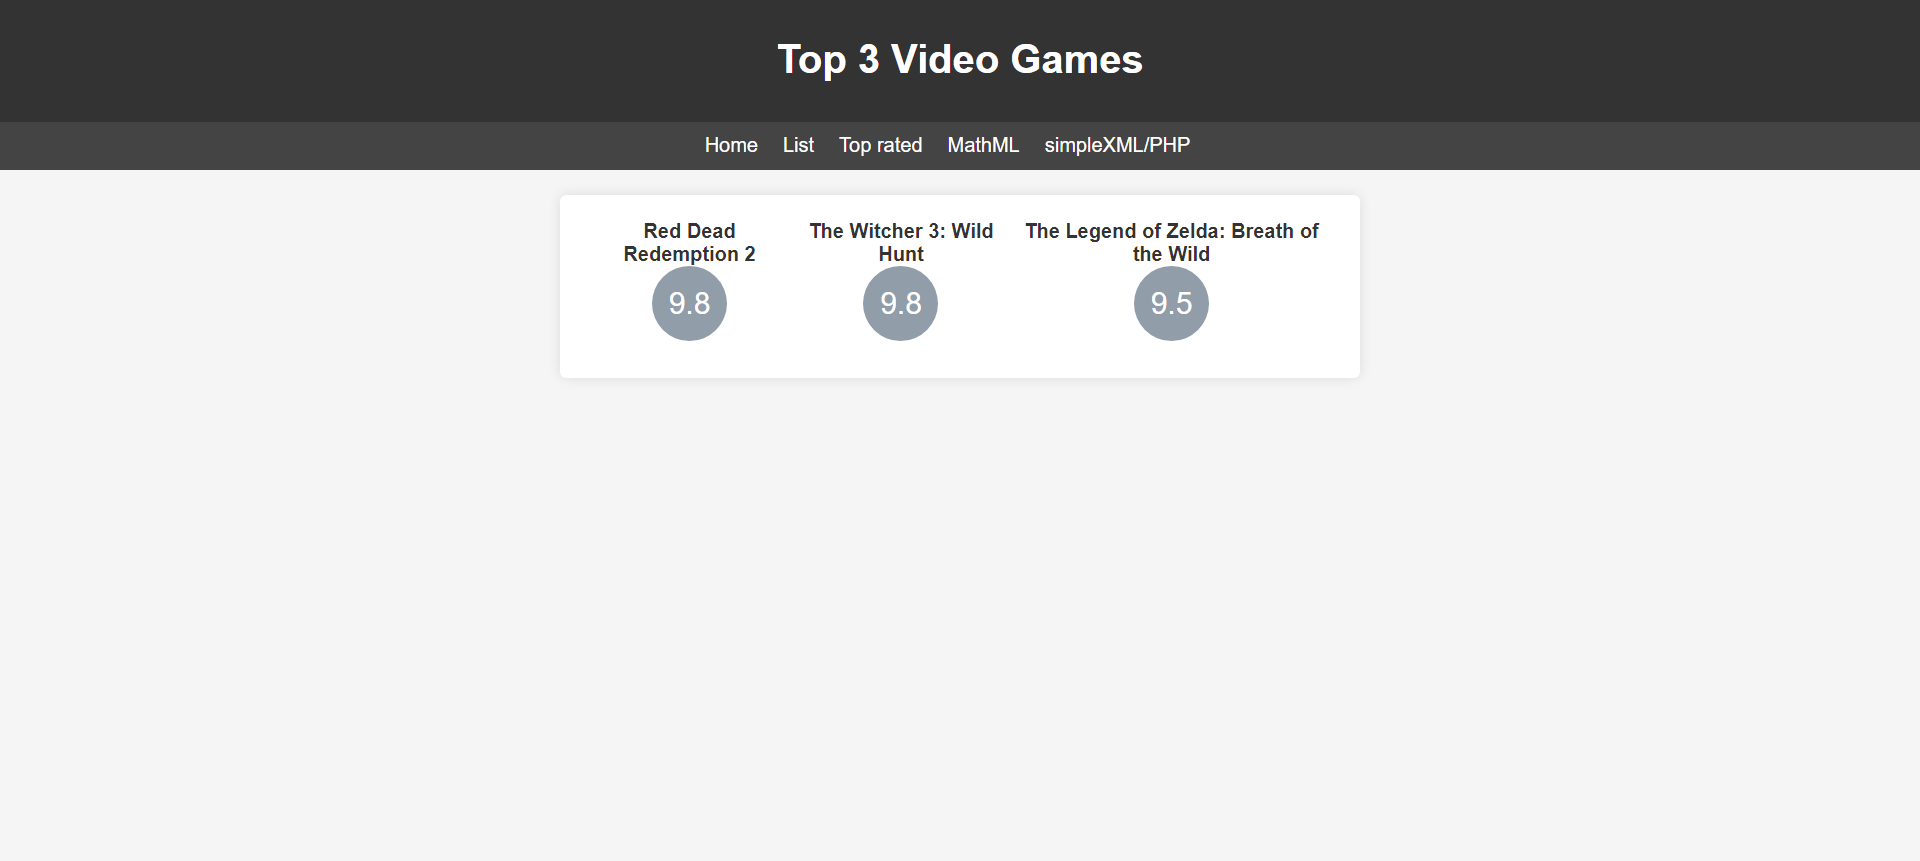 Top 3 Video Games
Home List Top rated MathML simpleXML/PHP
Red Dead
Redemption 2
9.8
The Witcher 3: Wild
Hunt
9.8
The Legend of Zelda: Breath of
the Wild
9.5